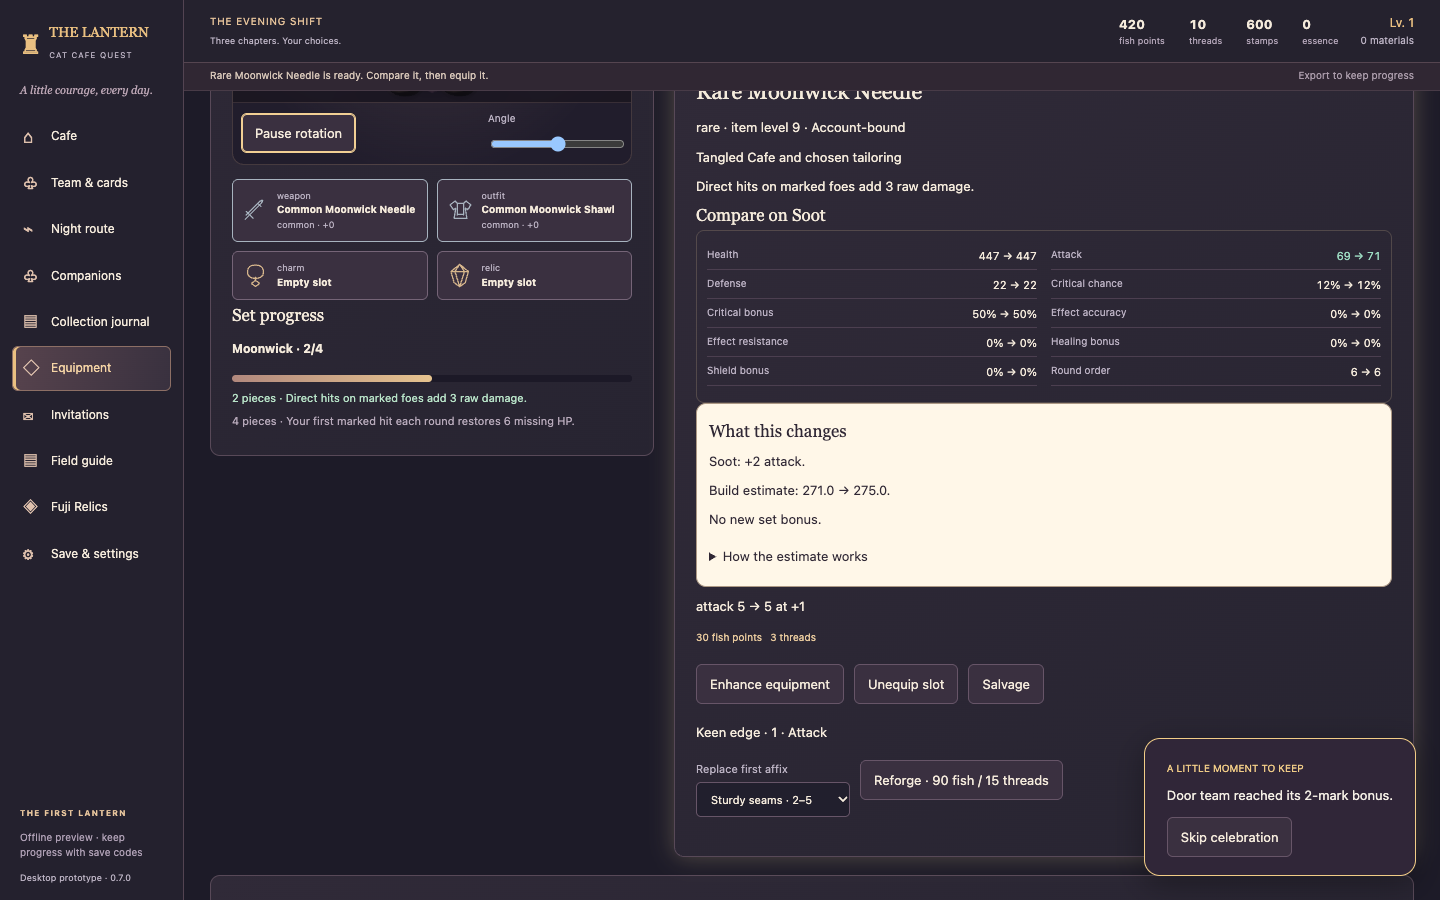 THE LANTERN
CAT CAFE QUEST
A little courage, every day.
Cafe
Team & cards
Night route
Companions
Collection journal
Equipment
Invitations
Field guide
Fuji Relics
Save & settings
THE FIRST LANTERN
Offline preview · keep
progress with save codes
Desktop prototype · 0.7.0
THE EVENING SHIFT
Three chapters. Your choices.
420 fish points
10 threads
600 stamps
0 essence
Lv. 1
0 materials
Rare Moonwick Needle is ready. Compare it, then equip it.
Export to keep progress
Pause rotation
Angle
weapon
Common Moonwick Needle
common · +0
outfit
Common Moonwick Shawl
common · +0
charm
Empty slot
relic
Empty slot
Set progress
Moonwick · 2/4
2 pieces · Direct hits on marked foes add 3 raw damage.
4 pieces · Your first marked hit each round restores 6 missing HP.
Rare Moonwick Needle
rare · item level 9 · Account-bound
Tangled Cafe and chosen tailoring
Direct hits on marked foes add 3 raw damage.
Compare on Soot
Health 447 → 447
Attack 69 → 71
Defense 22 → 22
Critical chance 12% → 12%
Critical bonus 50% → 50%
Effect accuracy 0% → 0%
Effect resistance 0% → 0%
Healing bonus 0% → 0%
Shield bonus 0% → 0%
Round order 6 → 6
What this changes
Soot: +2 attack.
Build estimate: 271.0 → 275.0.
No new set bonus.
How the estimate works
attack 5 → 5 at +1
30 fish points 3 threads
Enhance equipment
Unequip slot
Salvage
Keen edge · 1 · Attack
Replace first affix
Sturdy seams · 2–5
Reforge · 90 fish / 15 threads
A LITTLE MOMENT TO KEEP
Door team reached its 2-mark bonus.
Skip celebration